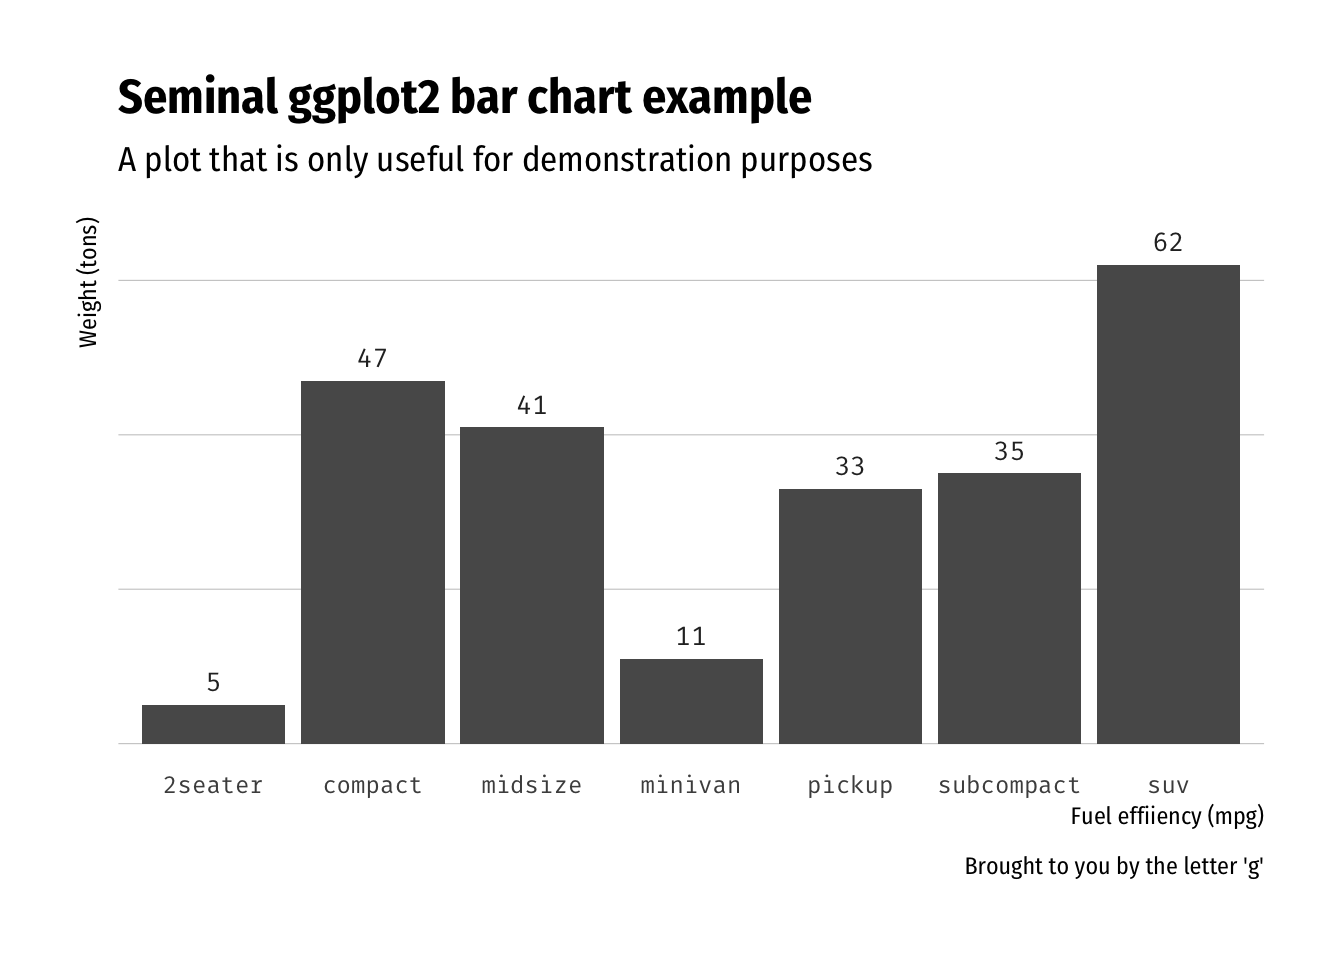 Seminal ggplot2 bar chart example
A plot that is only useful for demonstration purposes
Weight (tons)
62
47
41
35
33
11
5
2seater compact midsize minivan pickup subcompact suv
Fuel effiiency (mpg)
Brought to you by the letter 'g'